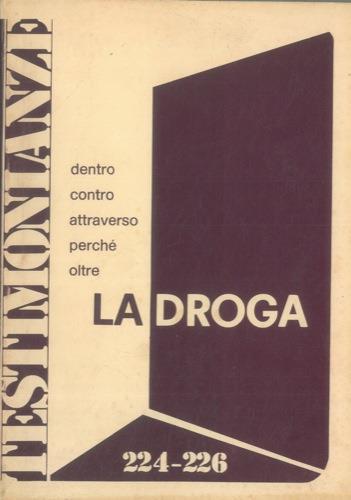 TESTIMONIANZE
dentro
contro
attraverso
perché
oltre
LA DROGA
224-226